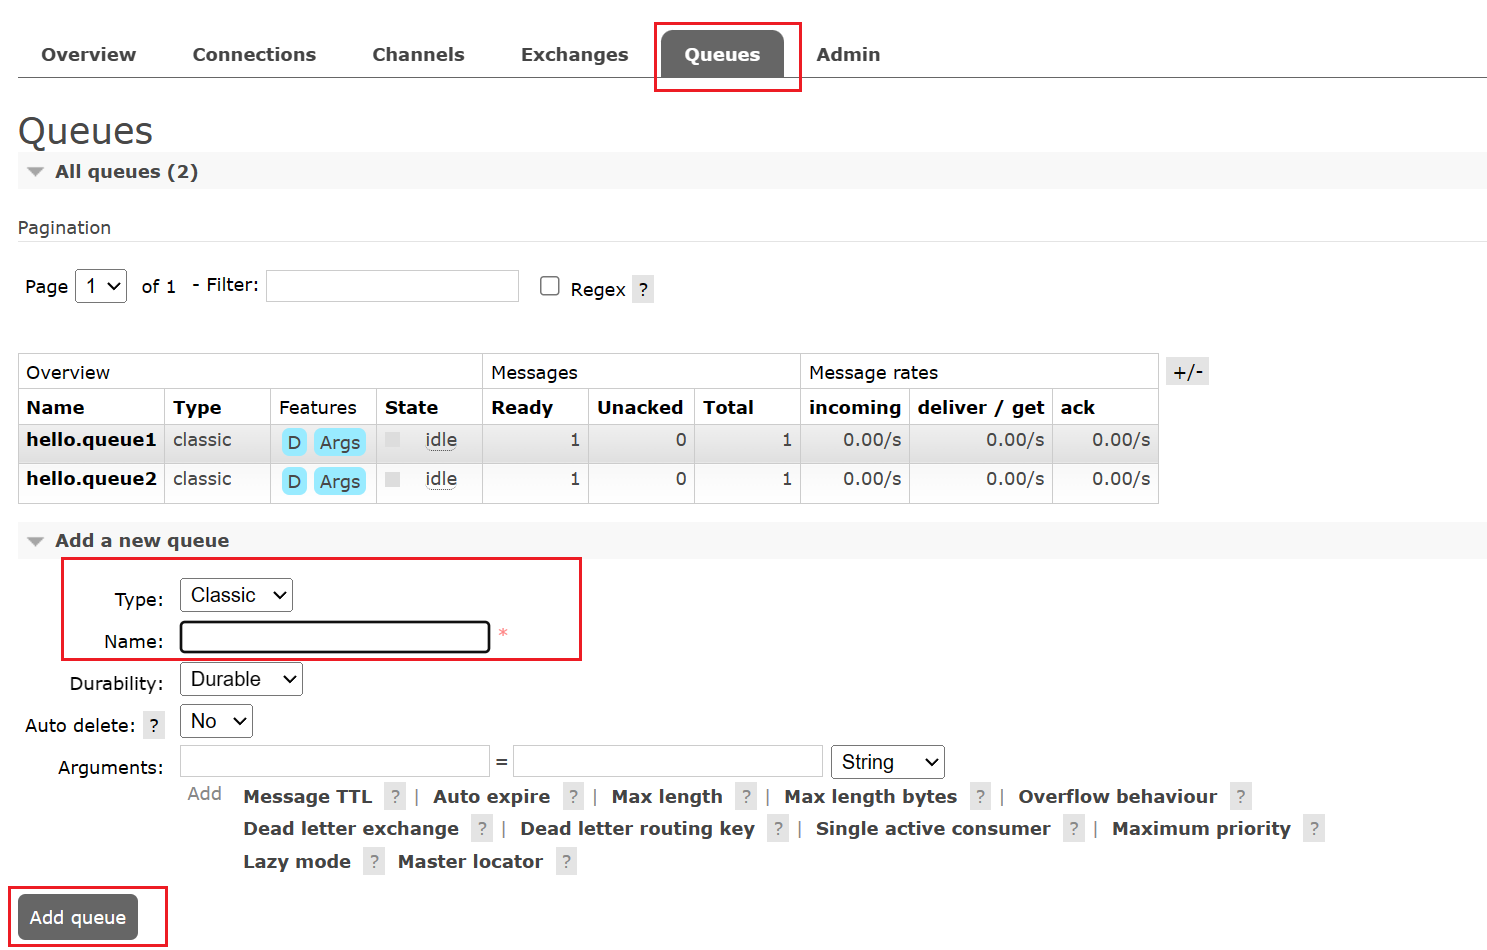 Overview Connections Channels Exchanges Queues Admin
Queues
All queues (2)
Pagination
Page 1 of 1 - Filter: Regex ?
Overview Messages Message rates +/-
Name Type Features State Ready Unacked Total incoming deliver / get ack
hello.queue1 classic D Args idle 1 0 1 0.00/s 0.00/s 0.00/s
hello.queue2 classic D Args idle 1 0 1 0.00/s 0.00/s 0.00/s
Add a new queue
Type: Classic
Name: *
Durability: Durable
Auto delete: ? No
Arguments: = String
Add Message TTL ? | Auto expire ? | Max length ? | Max length bytes ? | Overflow behaviour ?
Dead letter exchange ? | Dead letter routing key ? | Single active consumer ? | Maximum priority ?
Lazy mode ? Master locator ?
Add queue